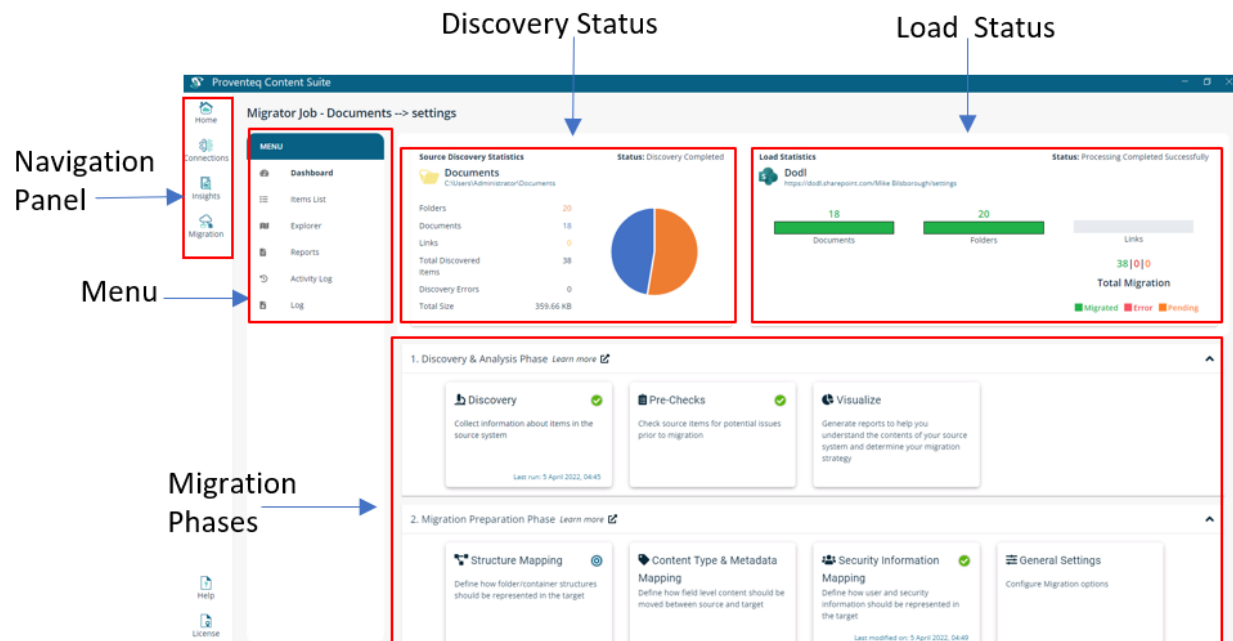 Discovery Status
Load Status
Proventeq Content Suite
Navigation
Panel
Menu
Migration
Phases
Home
Connections
Insights
Migration
Help
License
Migrator Job - Documents --> settings
MENU
Dashboard
Items List
Explorer
Reports
Activity Log
Log
Source Discovery Statistics
Status: Discovery Completed
Documents
C:\Users\Administrator\Documents
Folders 20
Documents 18
Links 0
Total Discovered
Items 38
Discovery Errors 0
Total Size 359.66 KB
Load Statistics
Status: Processing Completed Successfully
Dodl
https://dodl.sharepoint.com/Mike Bilsborough/settings
18
Documents
20
Folders
Links
38|0|0
Total Migration
Migrated Error Pending
1. Discovery & Analysis Phase Learn more
Discovery
Collect information about items in the
source system
Last run: 5 April 2022, 04:45
Pre-Checks
Check source items for potential issues
prior to migration
Visualize
Generate reports to help you
understand the contents of your source
system and determine your migration
strategy
2. Migration Preparation Phase Learn more
Structure Mapping
Define how folder/container structures
should be represented in the target
Content Type & Metadata
Mapping
Define how field level content should be
moved between source and target
Security Information
Mapping
Define how user and security
information should be represented in
the target
Last modified on: 5 April 2022, 04:49
General Settings
Configure Migration options